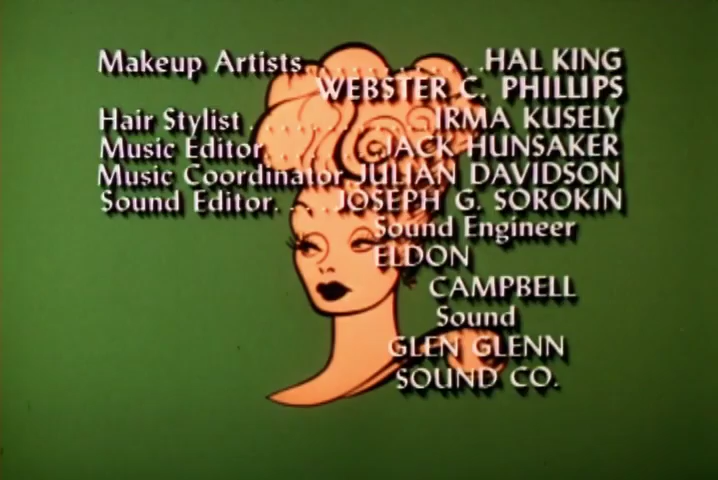 Makeup Artists . . . . . . . . . . . HAL KING
WEBSTER C. PHILLIPS
Hair Stylist . . . . . . . . . . . IRMA KUSELY
Music Editor . . . . . . . JACK HUNSAKER
Music Coordinator JULIAN DAVIDSON
Sound Editor. . . . . JOSEPH G. SOROKIN
Sound Engineer
ELDON
CAMPBELL
Sound
GLEN GLENN
SOUND CO.